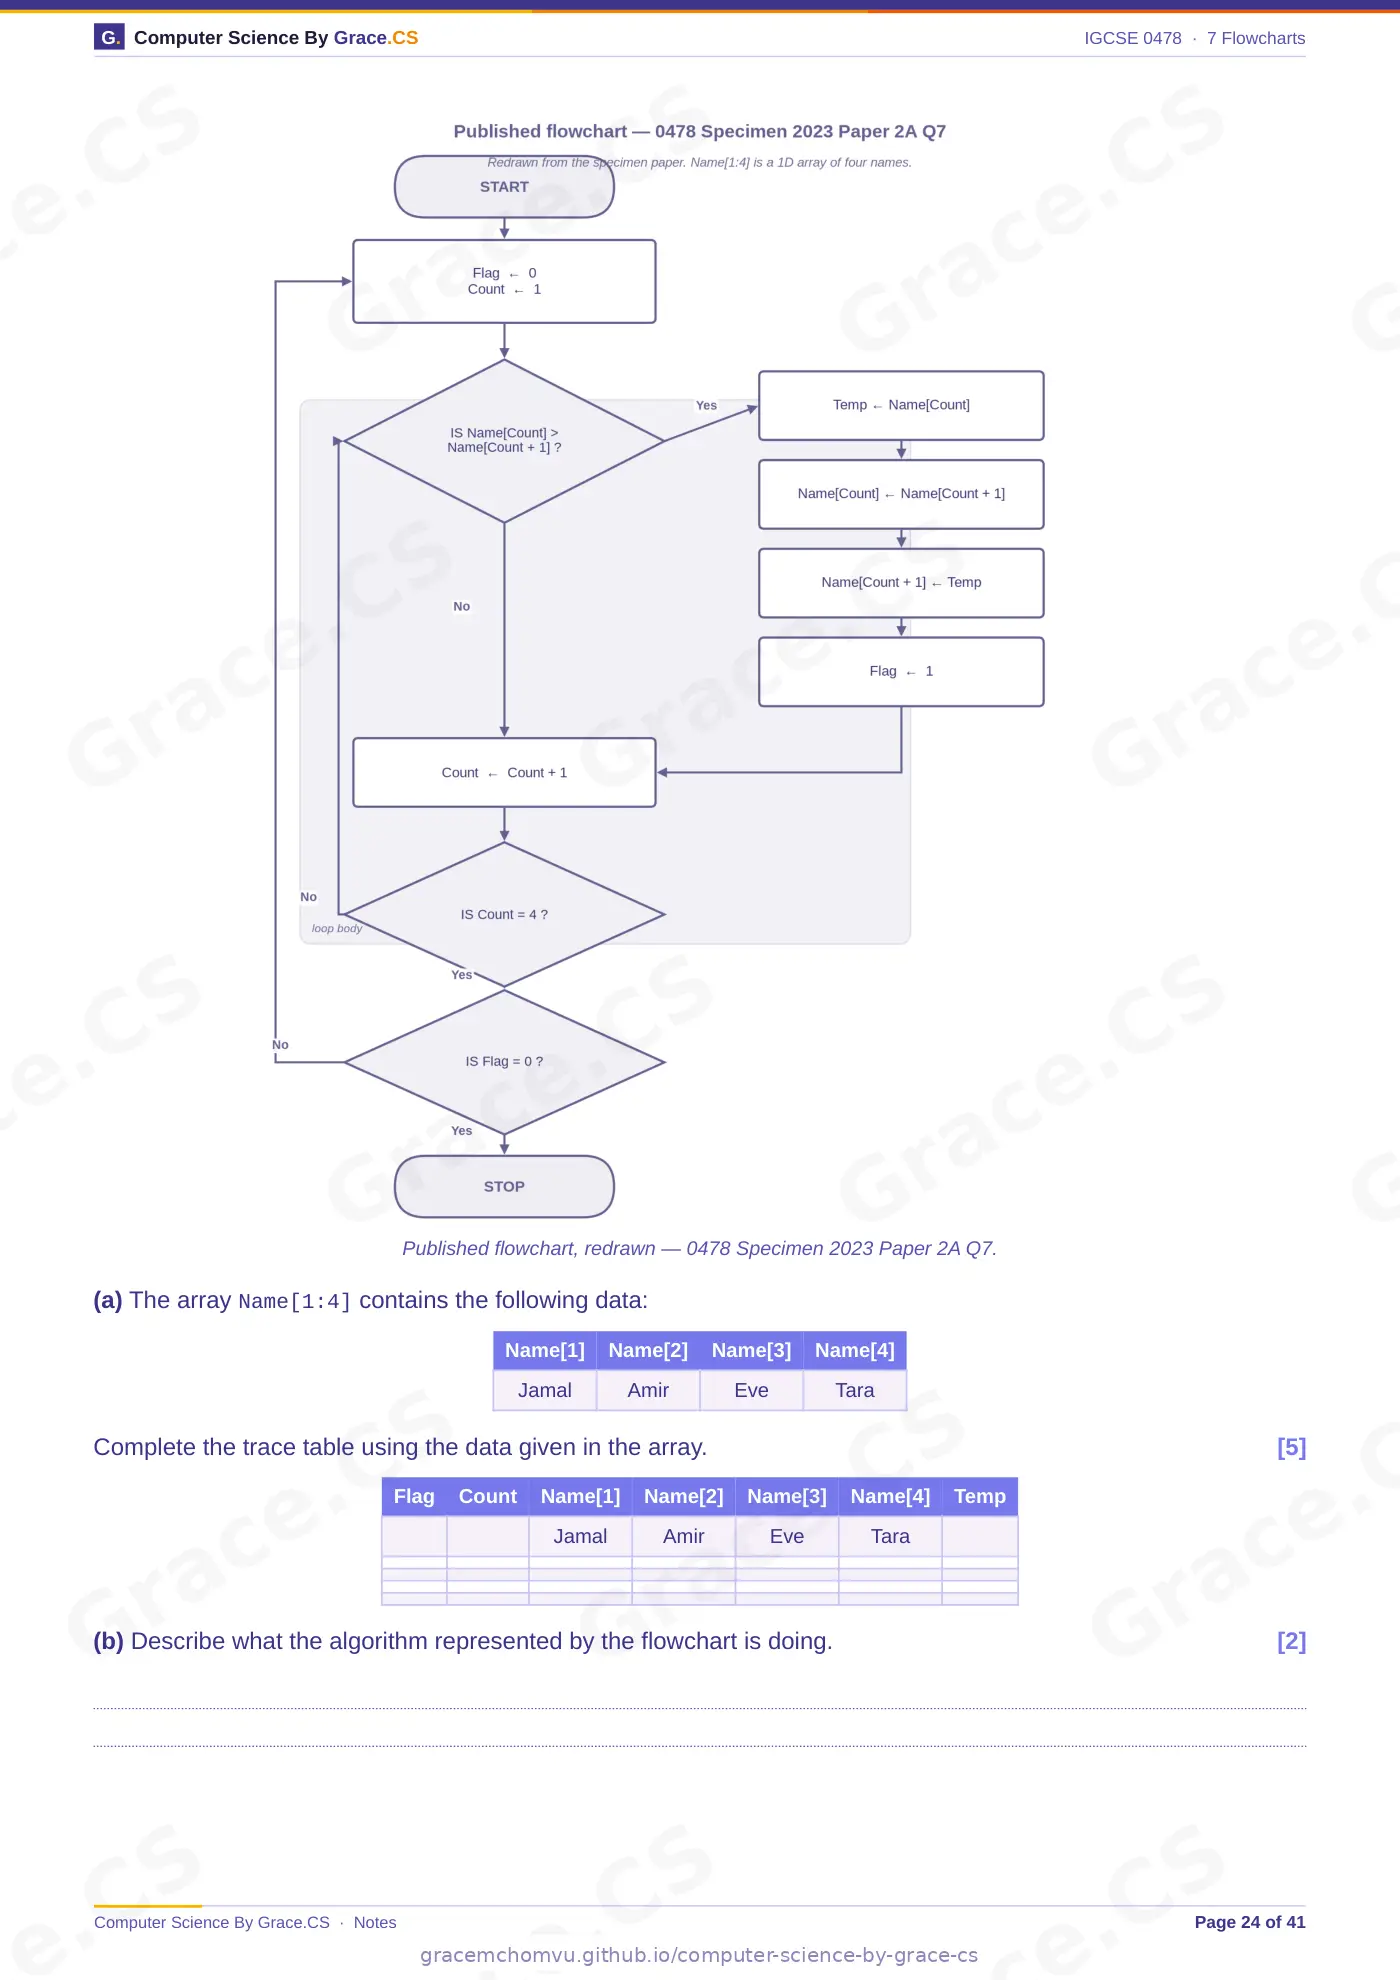 G. Computer Science By Grace.CS
IGCSE 0478 · 7 Flowcharts
Published flowchart — 0478 Specimen 2023 Paper 2A Q7
Redrawn from the specimen paper. Name[1:4] is a 1D array of four names.
START
Flag ← 0
Count ← 1
IS Name[Count] >
Name[Count + 1] ?
Yes
Temp ← Name[Count]
Name[Count] ← Name[Count + 1]
Name[Count + 1] ← Temp
Flag ← 1
No
Count ← Count + 1
No
IS Count = 4 ?
loop body
Yes
No
IS Flag = 0 ?
Yes
STOP
Published flowchart, redrawn — 0478 Specimen 2023 Paper 2A Q7.
(a) The array Name[1:4] contains the following data:
Name[1] Name[2] Name[3] Name[4]
Jamal Amir Eve Tara
Complete the trace table using the data given in the array. [5]
Flag Count Name[1] Name[2] Name[3] Name[4] Temp
Jamal Amir Eve Tara
(b) Describe what the algorithm represented by the flowchart is doing. [2]
Computer Science By Grace.CS · Notes
Page 24 of 41
gracemchomvu.github.io/computer-science-by-grace-cs
Grace.CS